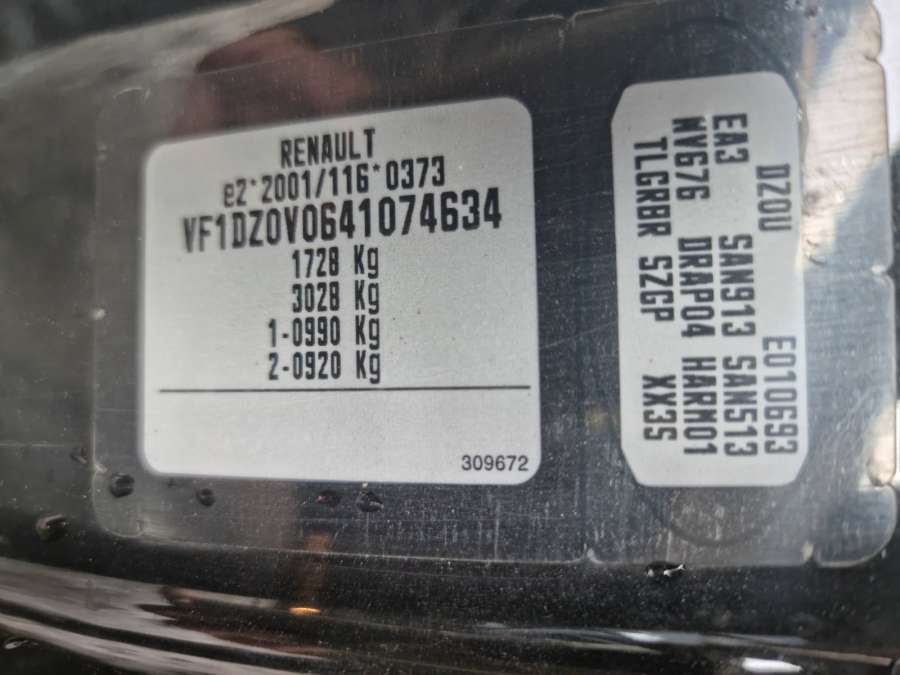 RENAULT
e2*2001/116*0373
VF1DZ0V0641074634
1728 Kg
3028 Kg
1-0990 Kg
2-0920 Kg
309672
DZ0U E010693
EA3 SAN913 SAN513
MV676 DRAP04 HARM01
TLGRBR SZGP XX3S